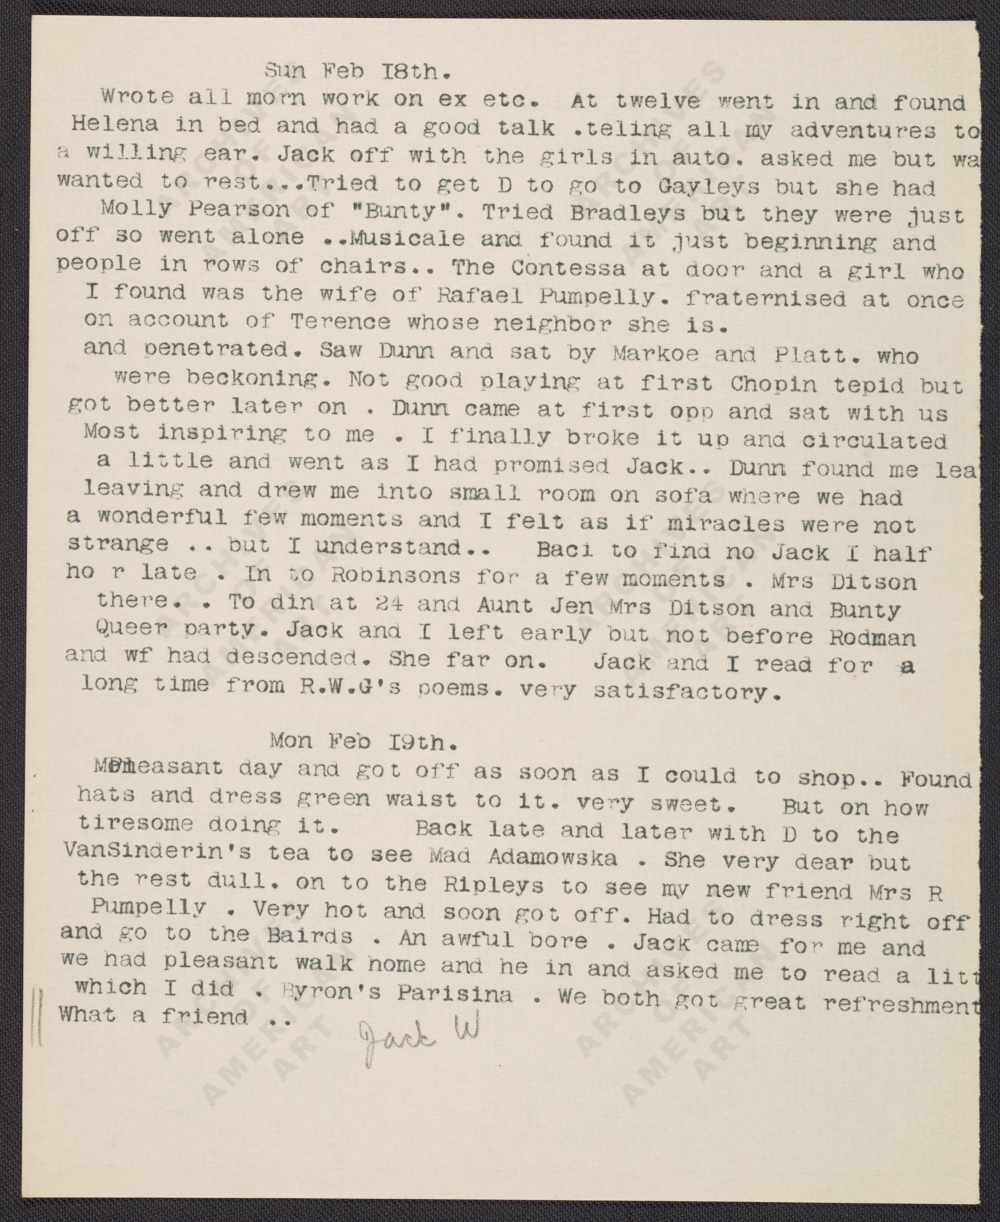 Sun Feb I8th.
Wrote all morn work on ex etc. At twelve went in and found
Helena in bed and had a good talk .teling all my adventures to
a willing ear. Jack off with the girls in auto. asked me but wa
wanted to rest...Tried to get D to go to Gayleys but she had
Molly Pearson of "Bunty". Tried Bradleys but they were just
off so went alone ..Musicale and found it just beginning and
people in rows of chairs.. The Contessa at door and a girl who
I found was the wife of Rafael Pumpelly. fraternised at once
on account of Terence whose neighbor she is.
and penetrated. Saw Dunn and sat by Markoe and Platt. who
were beckoning. Not good playing at first Chopin tepid but
got better later on . Dunn came at first opp and sat with us
Most inspiring to me . I finally broke it up and circulated
a little and went as I had promised Jack.. Dunn found me lea
leaving and drew me into small room on sofa where we had
a wonderful few moments and I felt as if miracles were not
strange .. but I understand.. Baci to find no Jack I half
ho r late . In to Robinsons for a few moments . Mrs Ditson
there. . To din at 24 and Aunt Jen Mrs Ditson and Bunty
Queer party. Jack and I left early but not before Rodman
and wf had descended. She far on. Jack and I read for a
long time from R.W.G's poems. very satisfactory.
Mon Feb I9th.
easant day and got off as soon as I could to shop.. Found
hats and dress green waist to it. very sweet. But on how
tiresome doing it. Back late and later with D to the
VanSinderin's tea to see Mad Adamowska . She very dear but
the rest dull. on to the Ripleys to see my new friend Mrs R
Pumpelly . Very hot and soon got off. Had to dress right off
and go to the Bairds . An awful bore . Jack came for me and
we had pleasant walk home and he in and asked me to read a litt
which I did . Byron's Parisina . We both got great refreshment
What a friend ..
Jack W
ARCHIVES OF AMERICAN ART